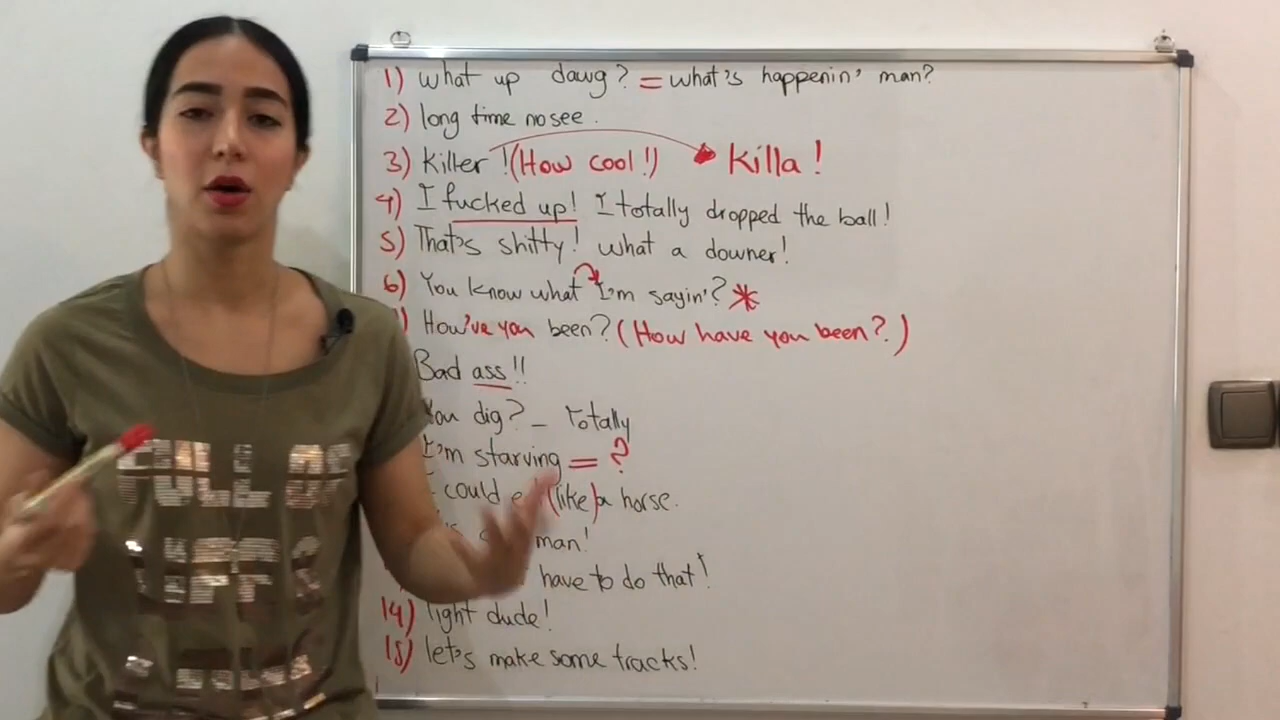 1) what up dawg? = what's happenin' man?
2) long time no see.
3) Killer! (How cool!) Killa!
4) I fucked up! I totally dropped the ball!
5) That's shitty! what a downer!
6) You know what I'm sayin'? *
) How've you been? (How have you been?)
Bad ass!!
You dig? - Totally
I'm starving = ?
could (like) a horse.
man!
have to do that!
14) Tight dude!
15) let's make some tracks!
FULL OF